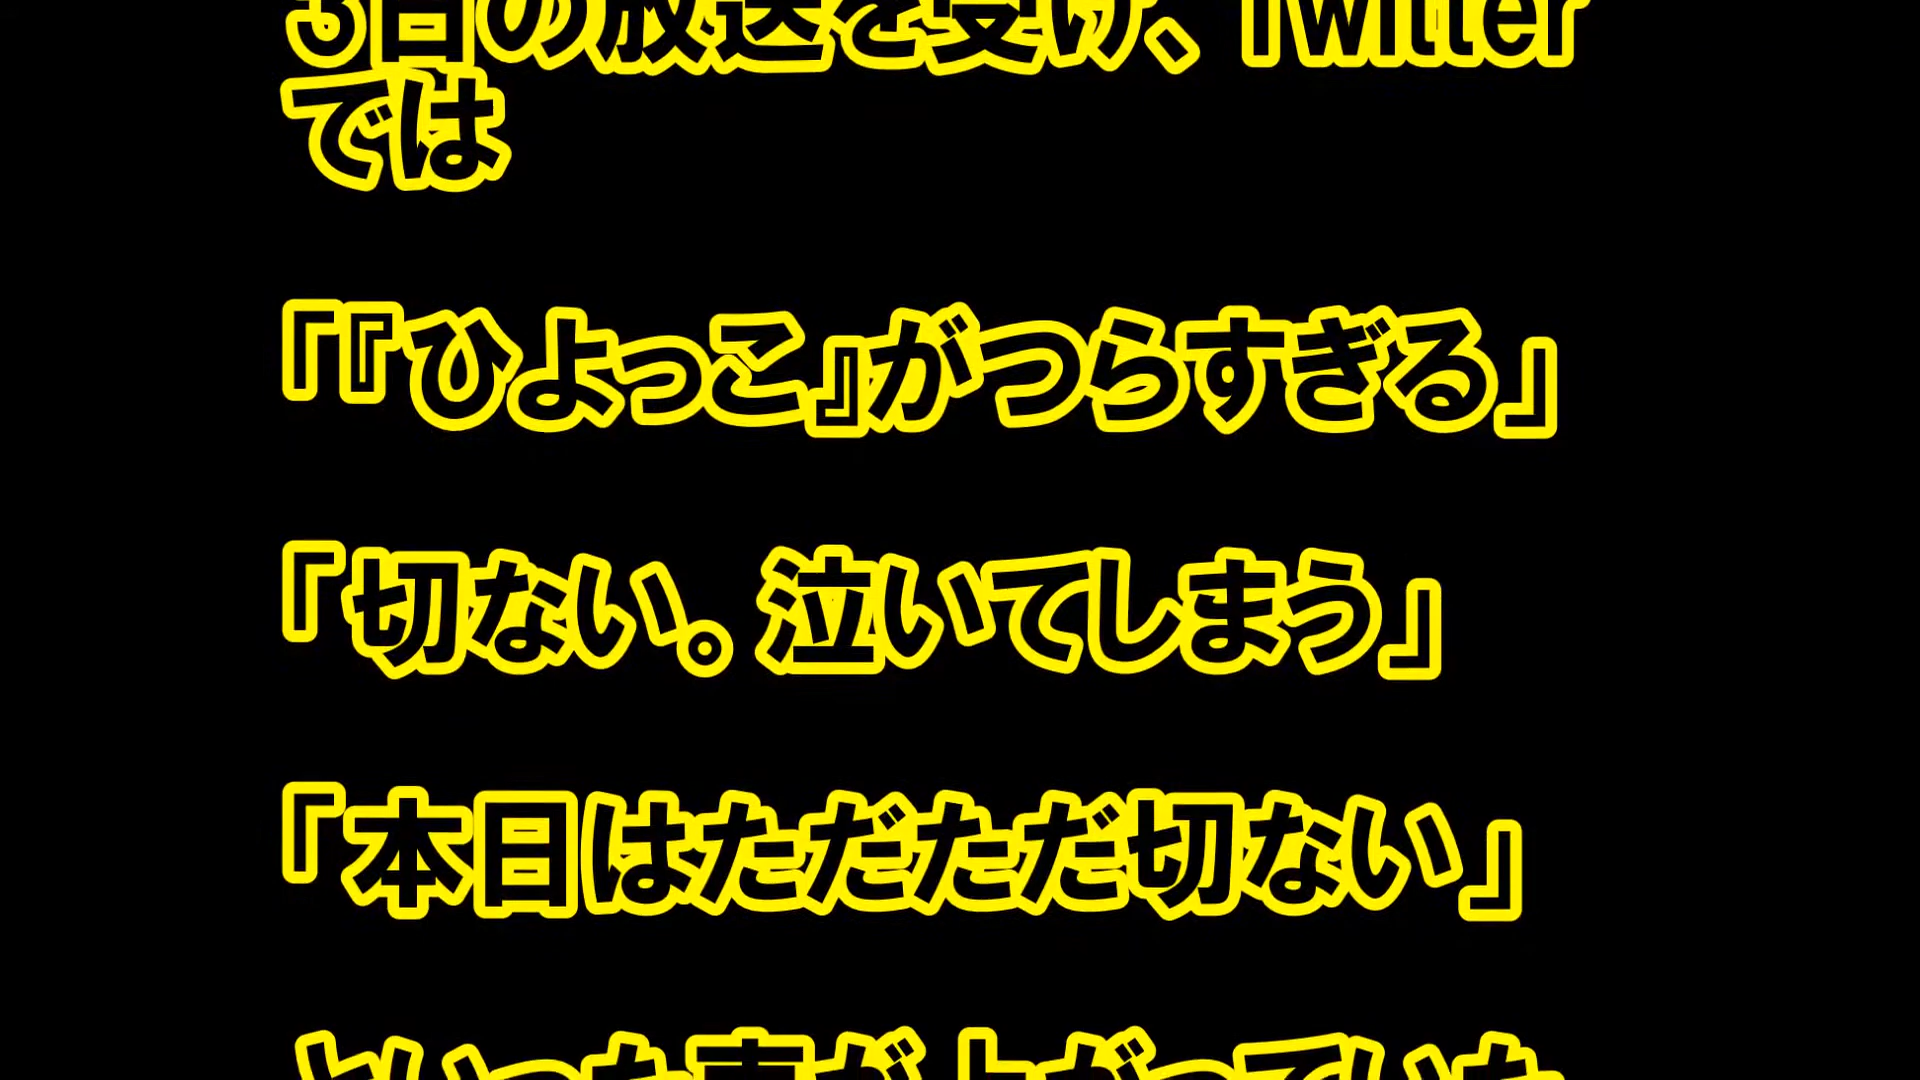 3日の放送を受け、Twitter
では
「『ひよっこ』がつらすぎる」
「切ない。泣いてしまう」
「本日はただただ切ない」
といった声が上がっていた